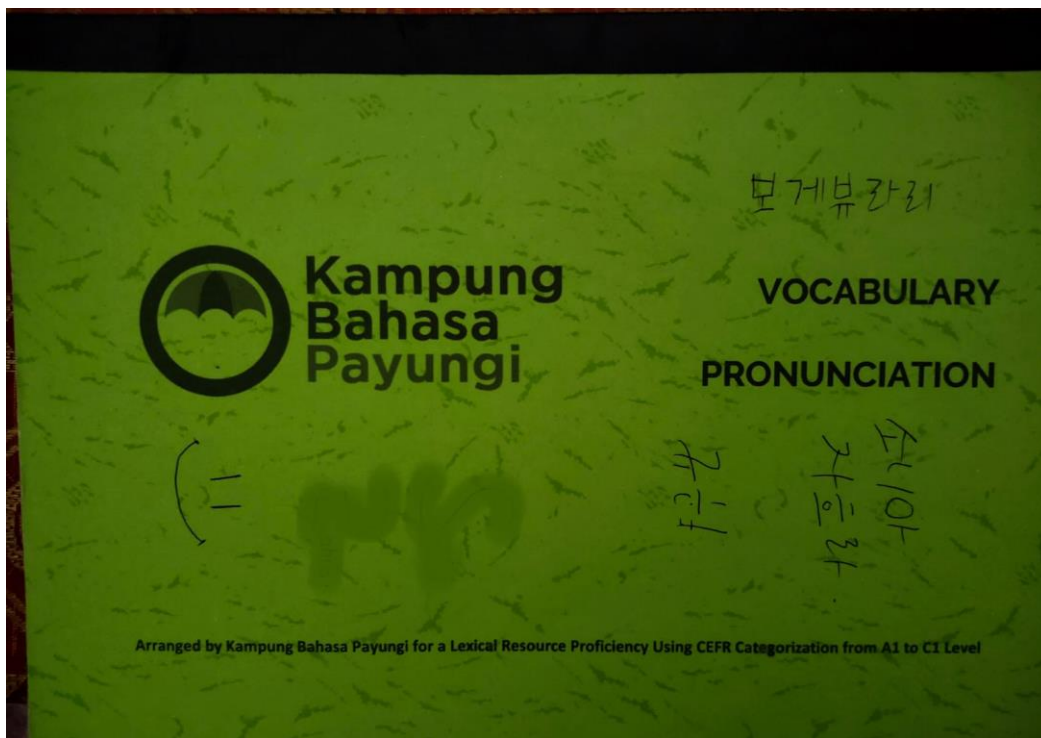 보게뷰라리
Kampung
Bahasa
Payungi
VOCABULARY
PRONUNCIATION
Arranged by Kampung Bahasa Payungi for a Lexical Resource Proficiency Using CEFR Categorization from A1 to C1 Level